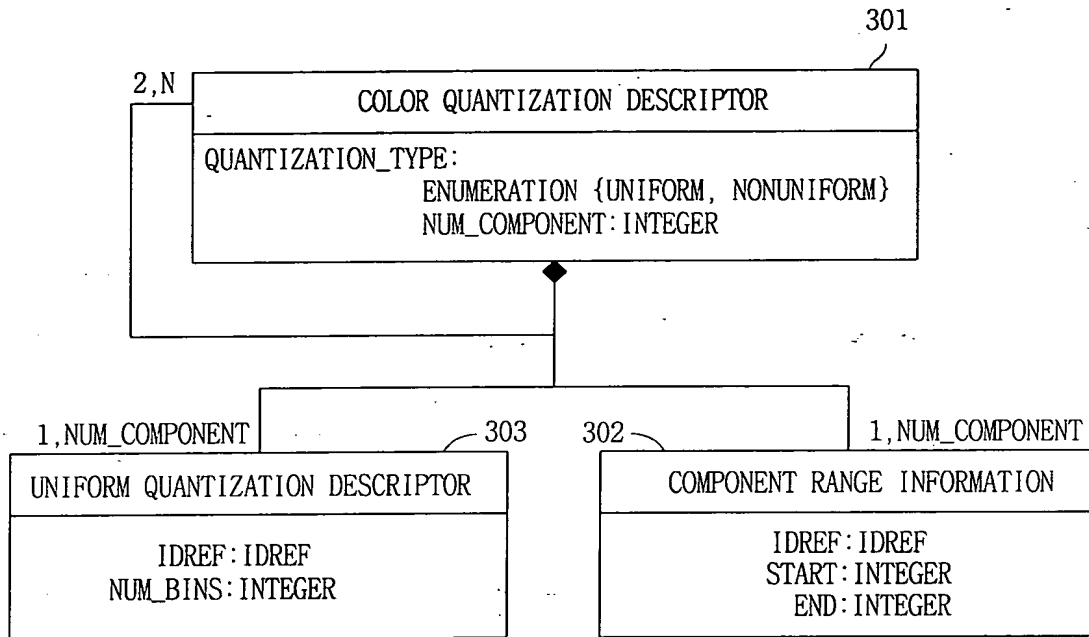 301
2,N
COLOR QUANTIZATION DESCRIPTOR
QUANTIZATION_TYPE:
ENUMERATION {UNIFORM, NONUNIFORM}
NUM_COMPONENT:INTEGER
1,NUM_COMPONENT
303
302
1,NUM_COMPONENT
UNIFORM QUANTIZATION DESCRIPTOR
IDREF:IDREF
NUM_BINS:INTEGER
COMPONENT RANGE INFORMATION
IDREF:IDREF
START:INTEGER
END:INTEGER